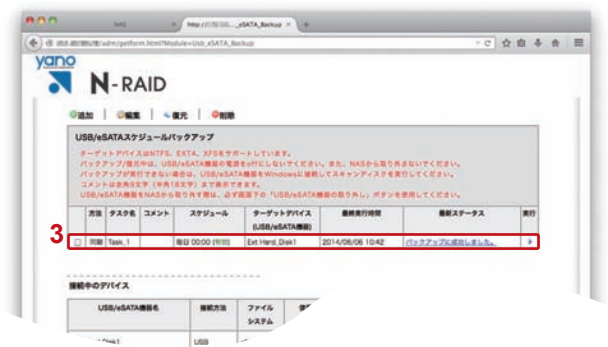 _eSATA_Backup
yano
N-RAID
追加 編集 復元 削除
USB/eSATAスケジュールバックアップ
ターゲットデバイスはNTFS、EXT4、XFSをサポートしています。
バックアップ/復元中は、USB/eSATA機器の電源をoffにしないでください。また、NASから取り外さないでください。
バックアップが実行できない場合は、USB/eSATA機器をWindowsに接続してスキャンディスクを実行してください。
コメントは全角9文字（半角18文字）まで表示できます。
USB/eSATA機器をNASから取り外す際は、必ず画面下の「USB/eSATA機器の取り外し」ボタンを使用してください。
方法 タスク名 コメント スケジュール ターゲットデバイス (USB/eSATA機器) 最終実行時間 最新ステータス 実行
3
同期 Task_1 毎日 00:00 (有効) Ext Hard_Disk1 2014/06/06 10:42 バックアップに成功しました。
接続中のデバイス
USB/eSATA機器名 接続方法 ファイルシステム
Disk1 USB